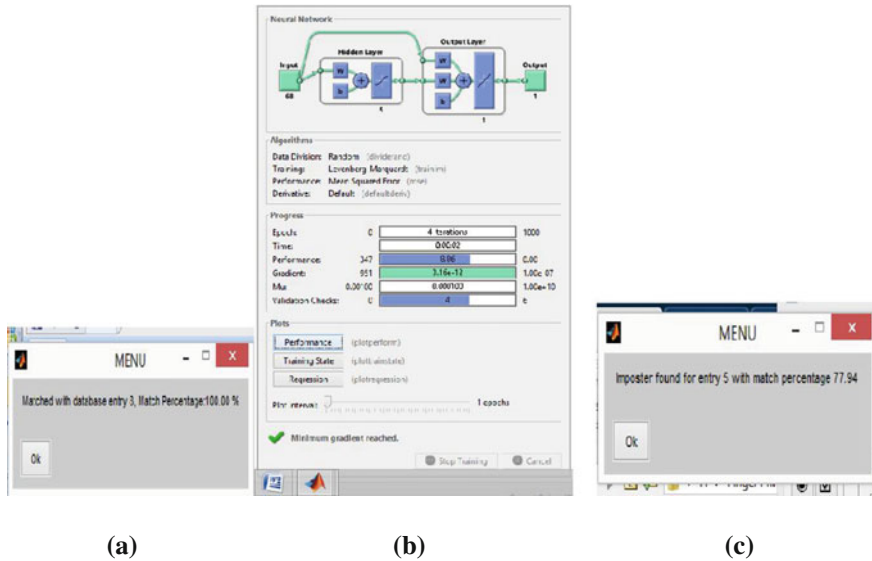 Neural Network
Hidden Layer
Output Layer
Input
Output
W
b
W
W
b
68
4
1
1
Algorithms
Data Division: Random (dividerand)
Training: Levenberg-Marquardt (trainlm)
Performance: Mean Squared Error (mse)
Derivative: Default (defaultderiv)
Progress
Epoch: 0 4 iterations 1000
Time: 0:00:02
Performance: 347 0.00
Gradient: 951 1.00e-07
Mu: 0.00100 1.00e+10
Validation Checks: 0 4 6
Plots
Performance (plotperform)
Training State (plottrainstate)
Regression (plotregression)
Plot Interval: 1 epochs
Minimum gradient reached.
Stop Training Cancel
MENU
Matched with database entry 3, Match Percentage:100.00 %
Ok
MENU
Imposter found for entry 5 with match percentage 77.94
Ok
(a) (b) (c)